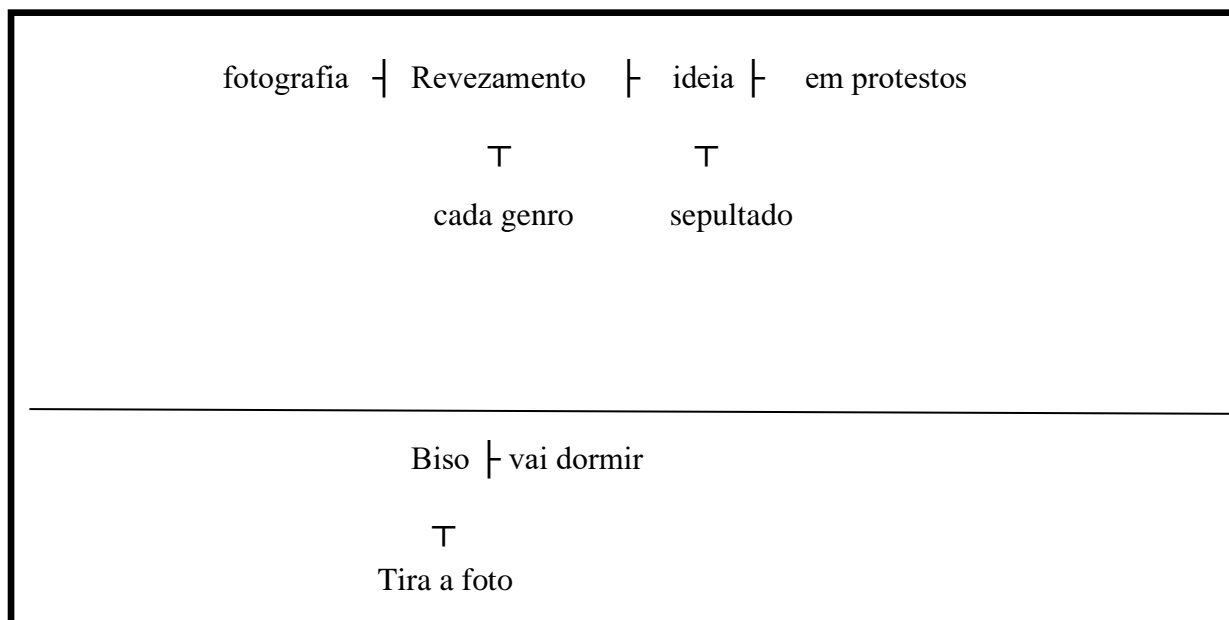 fotografia ┤ Revezamento ├ ideia ├ em protestos
┬ ┬
cada genro sepultado
Biso ├ vai dormir
┬
Tira a foto